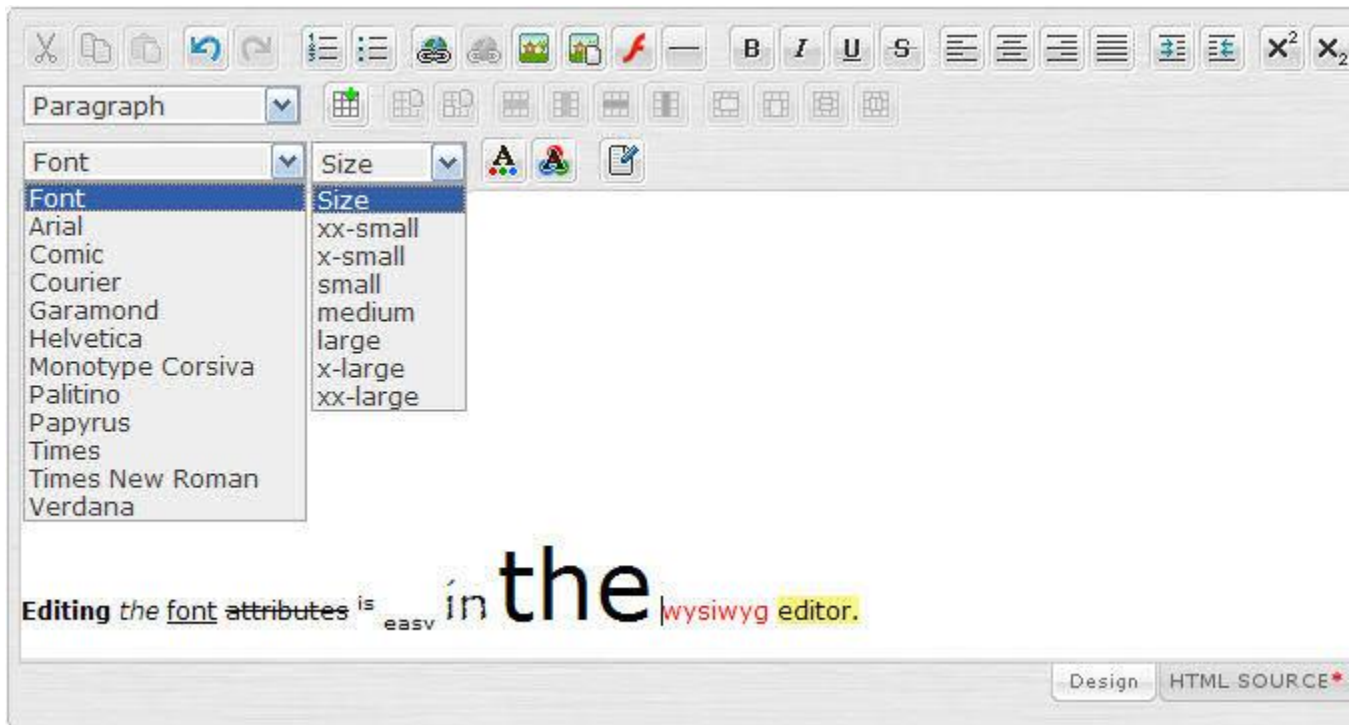 B I U S X² X₂
Paragraph
Font Size
Font
Arial
Comic
Courier
Garamond
Helvetica
Monotype Corsiva
Palitino
Papyrus
Times
Times New Roman
Verdana
Size
xx-small
x-small
small
medium
large
x-large
xx-large
Editing the font attributes is easy in the wysiwyg editor.
Design HTML SOURCE*